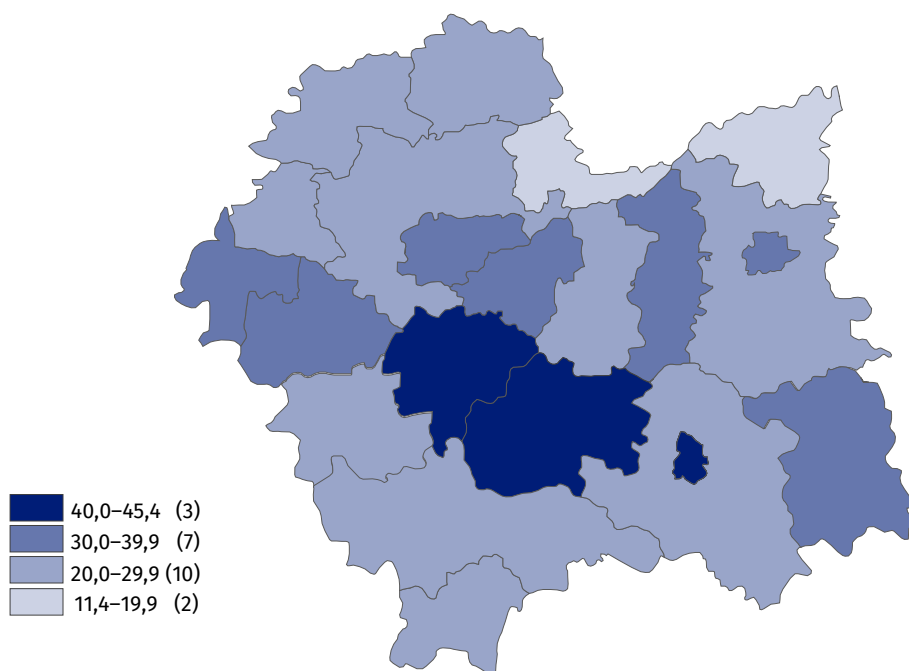 40,0–45,4 (3)
30,0–39,9 (7)
20,0–29,9 (10)
11,4–19,9 (2)